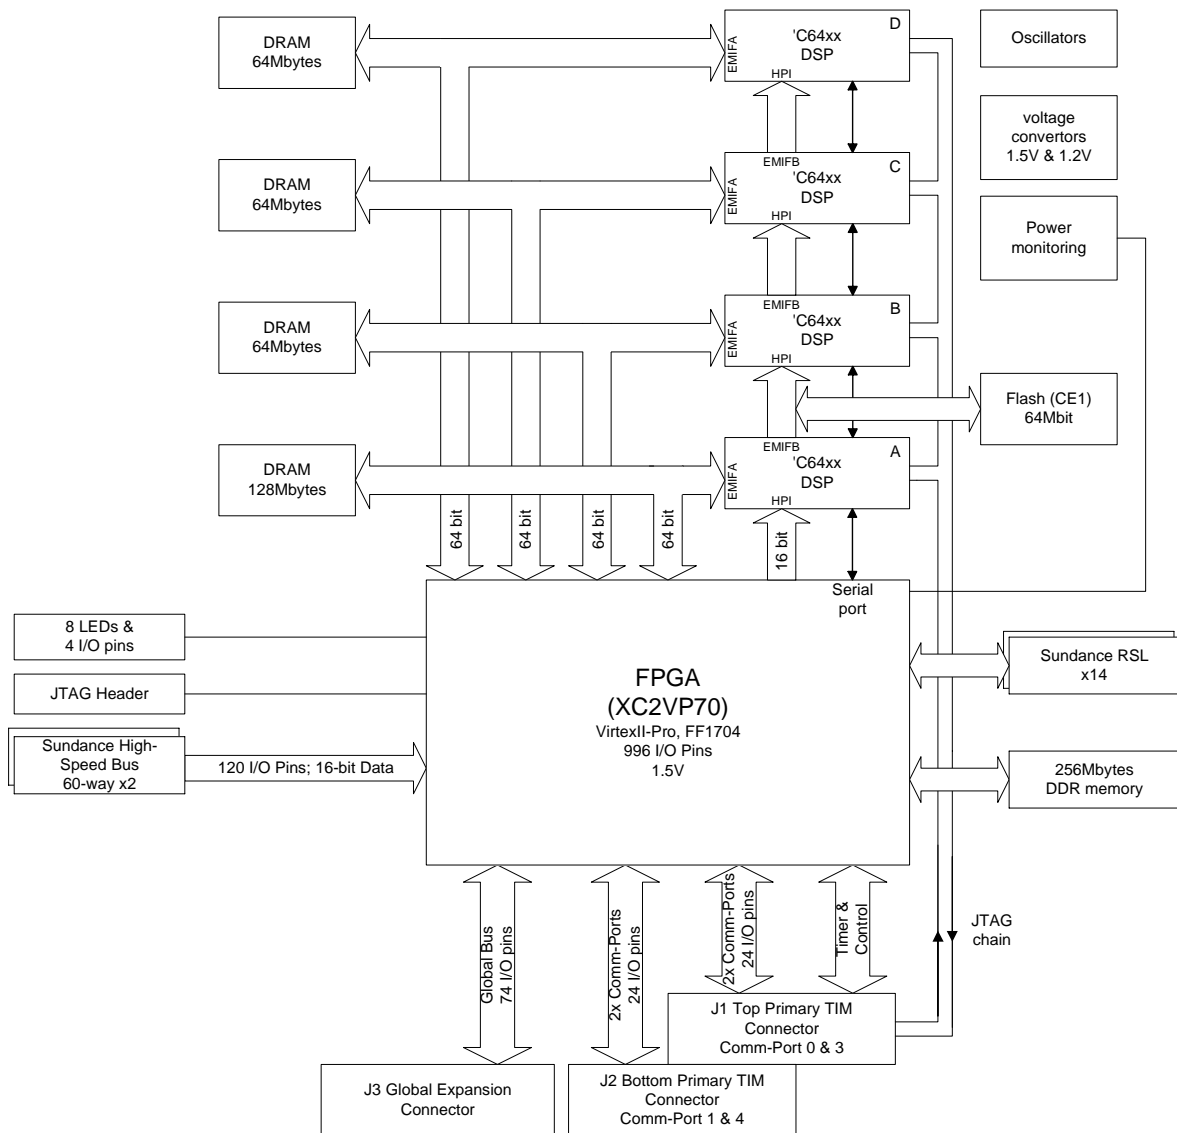 DRAM
64Mbytes
EMIFA
'C64xx
DSP
D
HPI
Oscillators
voltage
convertors
1.5V & 1.2V
DRAM
64Mbytes
EMIFA
EMIFB
'C64xx
DSP
C
HPI
Power
monitoring
DRAM
64Mbytes
EMIFA
EMIFB
'C64xx
DSP
B
HPI
Flash (CE1)
64Mbit
DRAM
128Mbytes
EMIFA
EMIFB
'C64xx
DSP
A
HPI
64 bit
64 bit
64 bit
64 bit
16 bit
Serial
port
8 LEDs &
4 I/O pins
JTAG Header
Sundance High-
Speed Bus
60-way x2
120 I/O Pins; 16-bit Data
FPGA
(XC2VP70)
VirtexII-Pro, FF1704
996 I/O Pins
1.5V
Sundance RSL
x14
256Mbytes
DDR memory
Global Bus
74 I/O pins
2x Comm-Ports
24 I/O pins
2x Comm-Ports
24 I/O pins
Timer &
Control
JTAG
chain
J1 Top Primary TIM
Connector
Comm-Port 0 & 3
J3 Global Expansion
Connector
J2 Bottom Primary TIM
Connector
Comm-Port 1 & 4